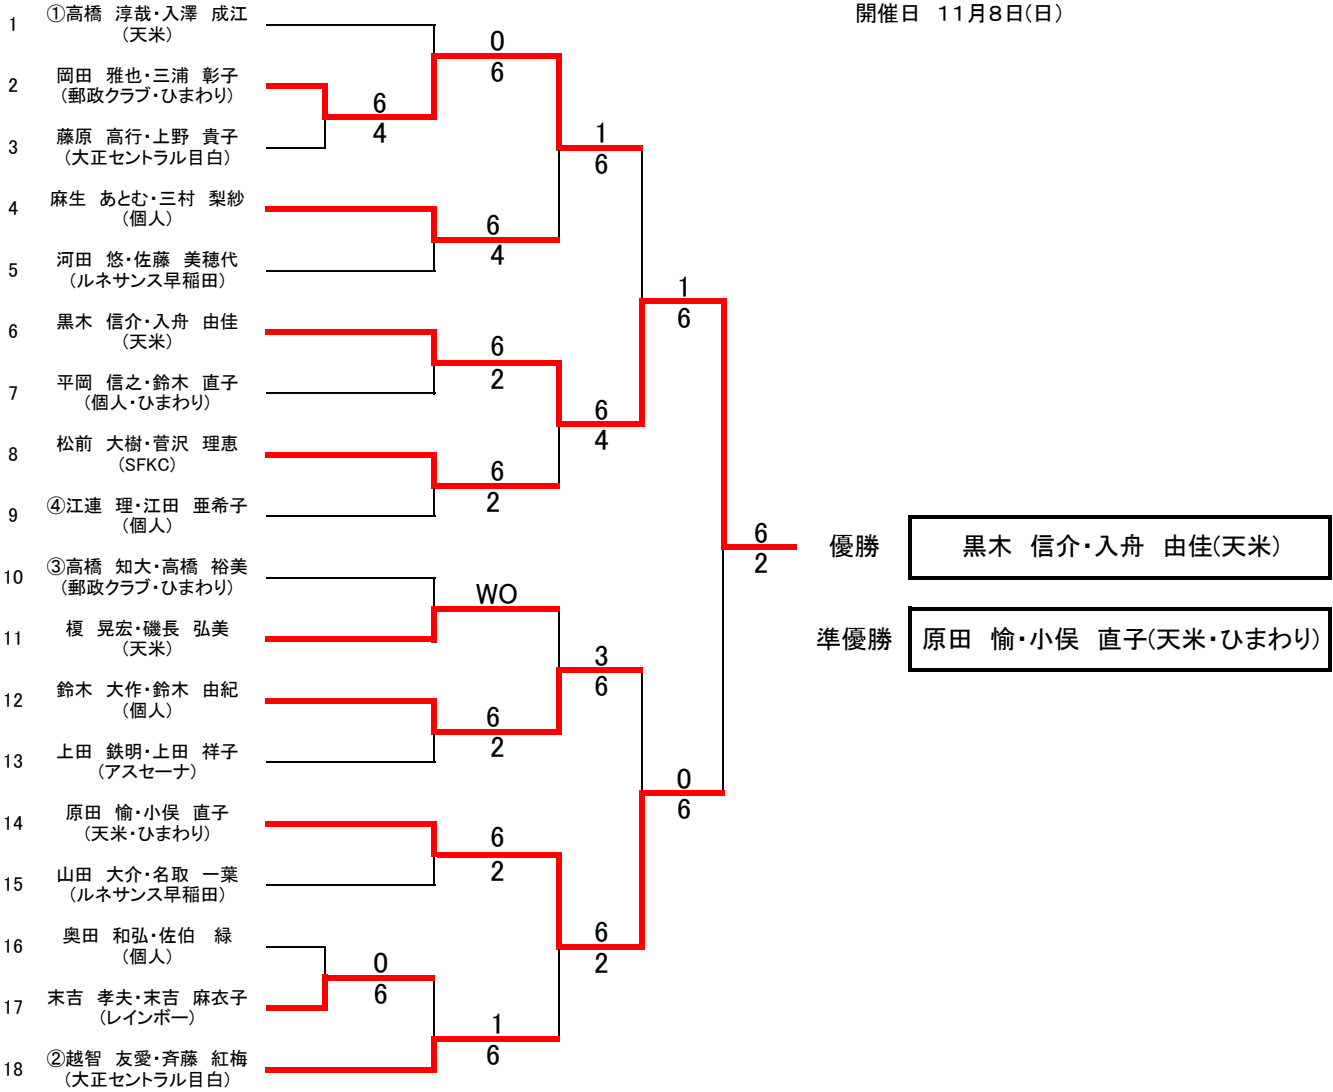 開催日　11月8日(日)
1 ①高橋　淳哉・入澤　成江
(天米)
2 岡田　雅也・三浦　彰子
(郵政クラブ・ひまわり)
3 藤原　高行・上野　貴子
(大正セントラル目白)
4 麻生　あとむ・三村　梨紗
(個人)
5 河田　悠・佐藤　美穂代
(ルネサンス早稲田)
6 黒木　信介・入舟　由佳
(天米)
7 平岡　信之・鈴木　直子
(個人・ひまわり)
8 松前　大樹・菅沢　理恵
(SFKC)
9 ④江連　理・江田　亜希子
(個人)
10 ③高橋　知大・高橋　裕美
(郵政クラブ・ひまわり)
11 榎　晃宏・磯長　弘美
(天米)
12 鈴木　大作・鈴木　由紀
(個人)
13 上田　鉄明・上田　祥子
(アスセーナ)
14 原田　愉・小俣　直子
(天米・ひまわり)
15 山田　大介・名取　一葉
(ルネサンス早稲田)
16 奥田　和弘・佐伯　緑
(個人)
17 末吉　孝夫・末吉　麻衣子
(レインボー)
18 ②越智　友愛・斉藤　紅梅
(大正セントラル目白)
6
4
0
6
0
6
6
4
6
2
6
2
WO
6
2
6
2
1
6
1
6
6
4
3
6
6
2
1
6
0
6
6
2
優勝　黒木　信介・入舟　由佳(天米)
準優勝　原田　愉・小俣　直子(天米・ひまわり)